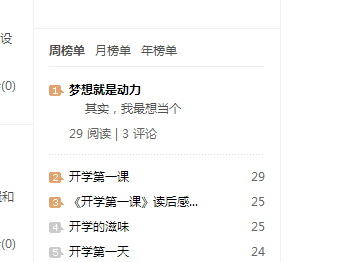 设
(0)
和
(0)
周榜单 月榜单 年榜单
1 梦想就是动力
其实，我最想当个
29 阅读 | 3 评论
2 开学第一课 29
3 《开学第一课》读后感... 25
4 开学的滋味 25
5 开学第一天 24